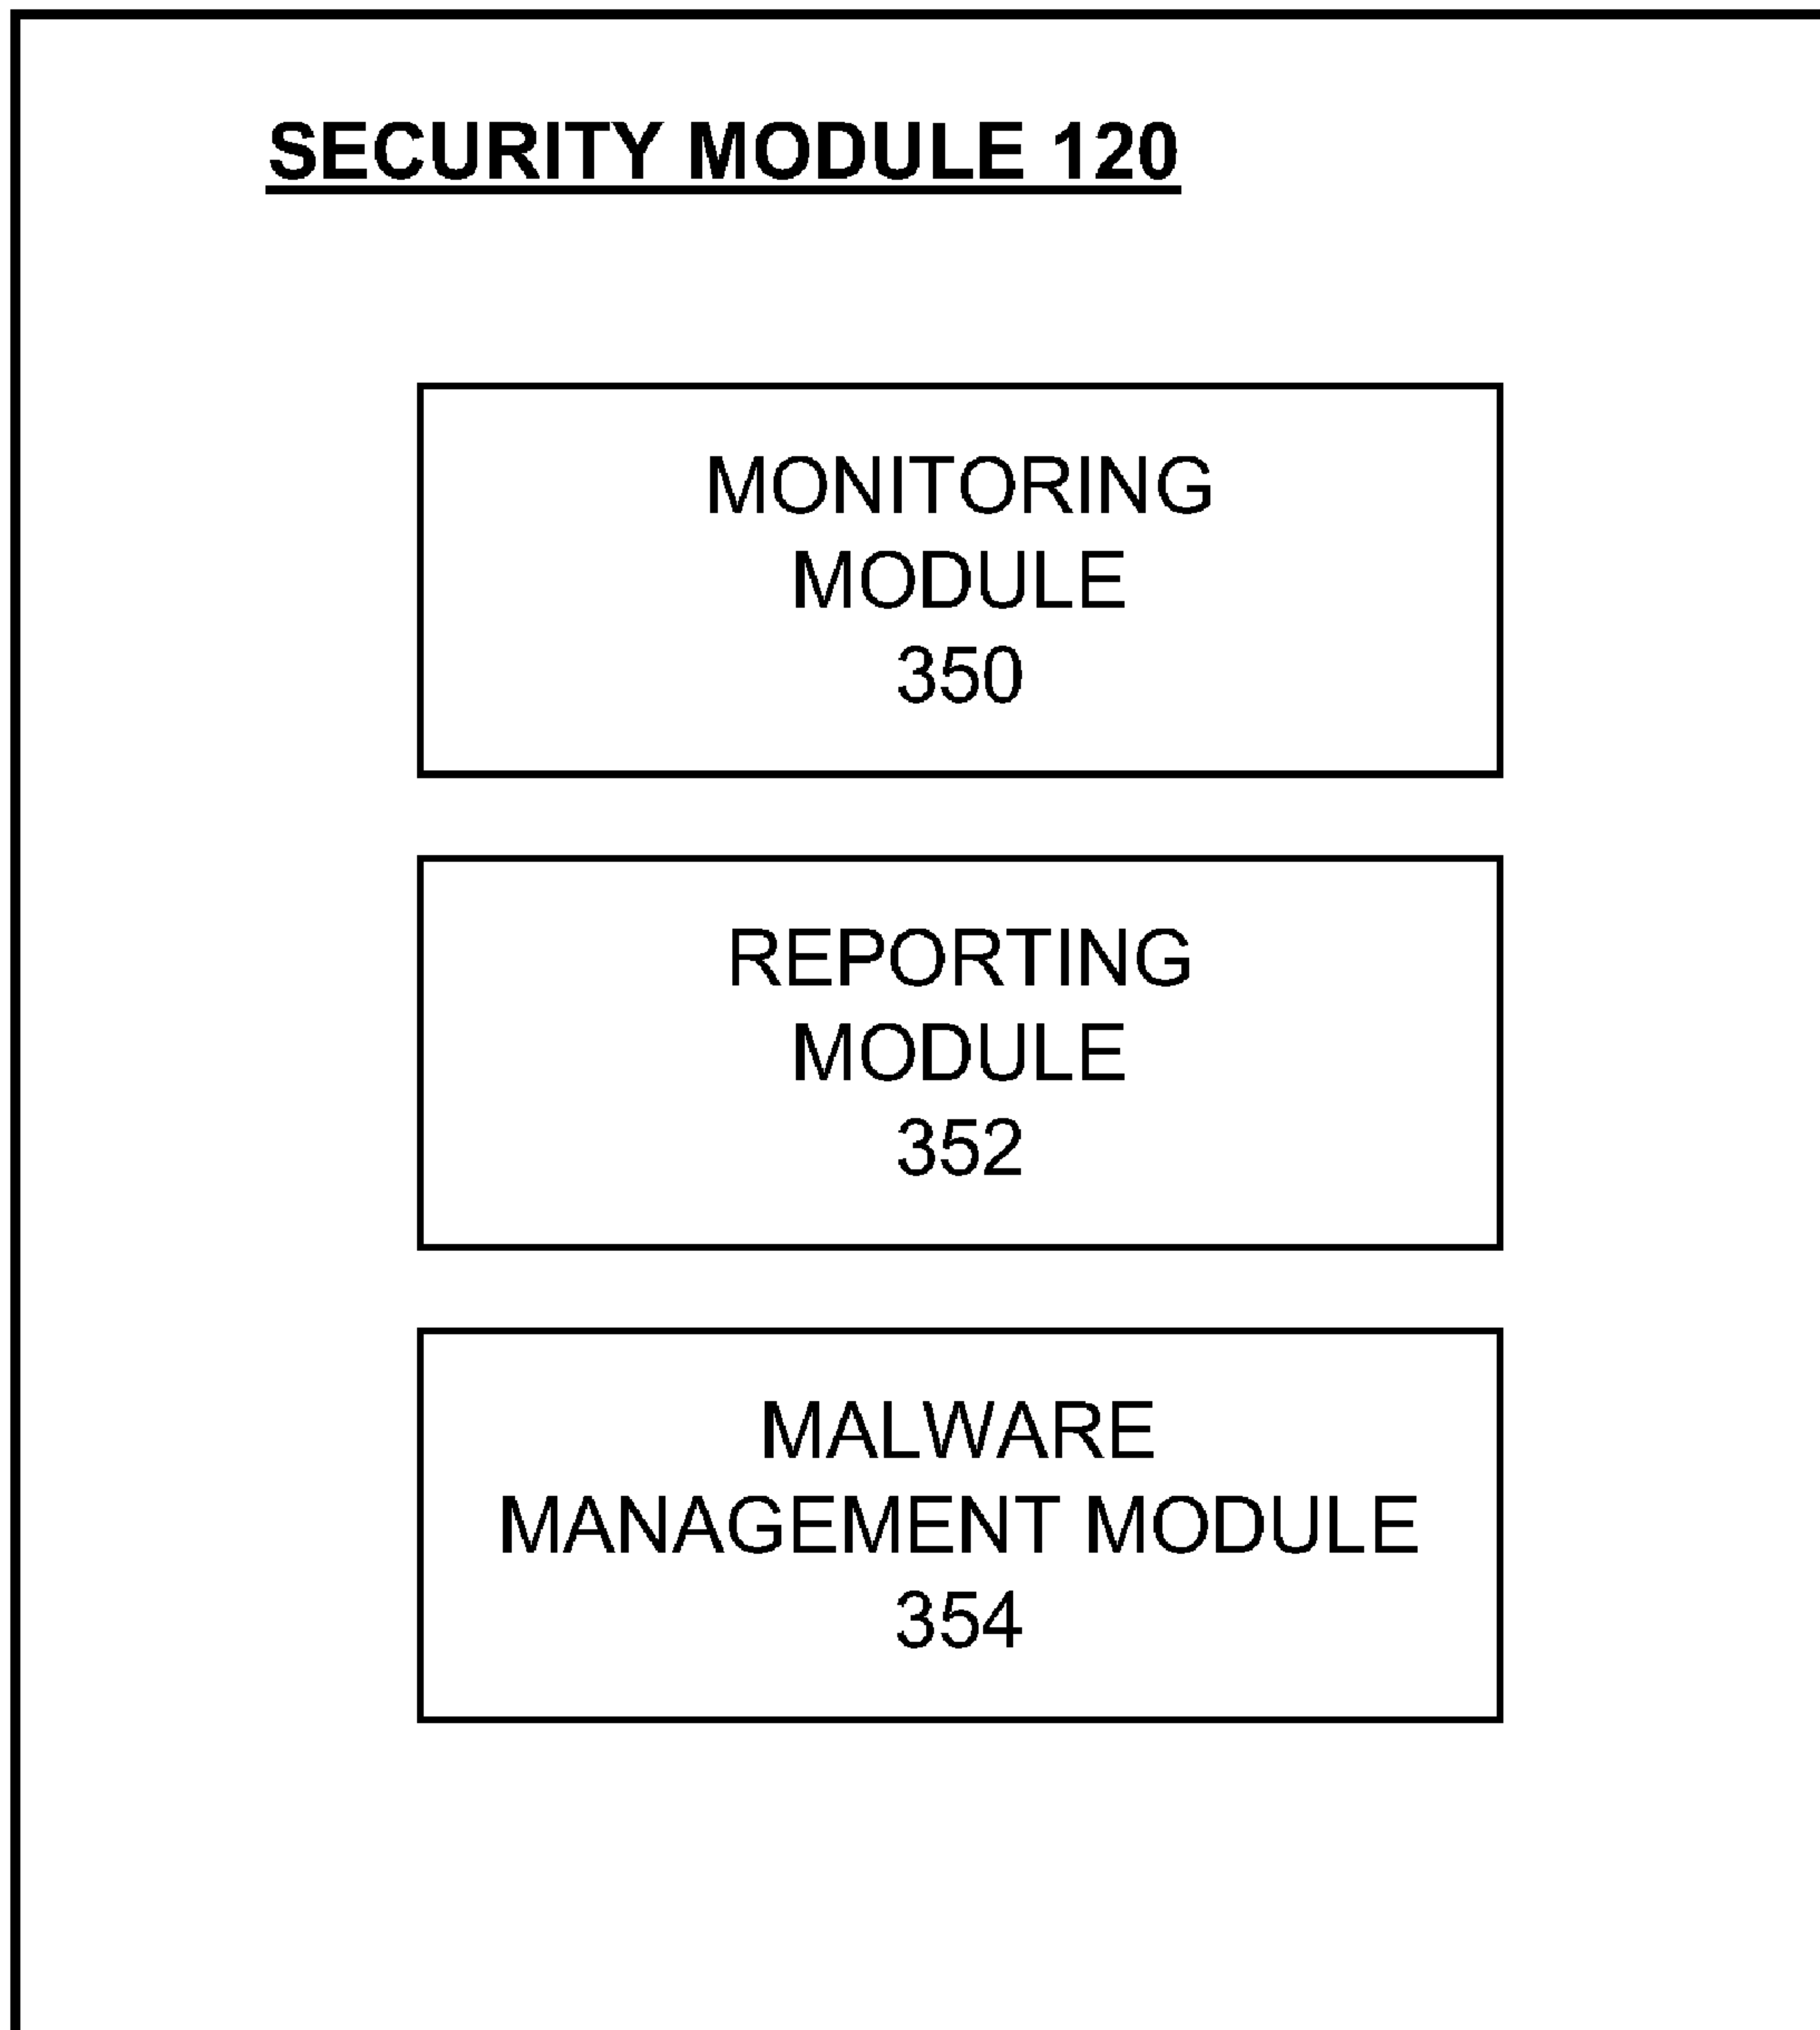 SECURITY MODULE 120
MONITORING
MODULE
350
REPORTING
MODULE
352
MALWARE
MANAGEMENT MODULE
354